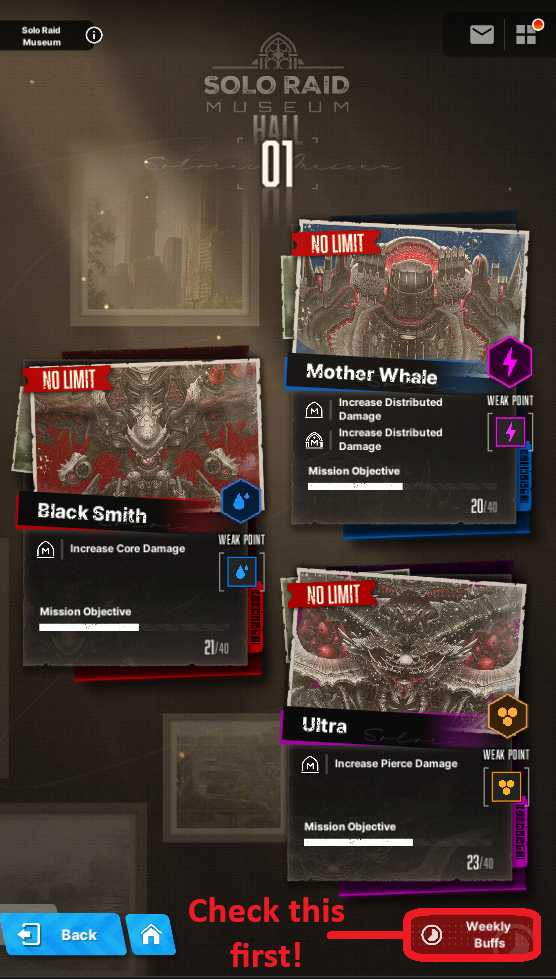 Solo Raid
Museum
SOLO RAID
MUSEUM
HALL
01
Soloraid Museum
NO LIMIT
Mother Whale
WEAK POINT
Increase Distributed
Damage
Increase Distributed
Damage
Mission Objective
20/40
NO LIMIT
Black Smith
WEAK POINT
Increase Core Damage
Mission Objective
21/40
NO LIMIT
Ultra
WEAK POINT
Increase Pierce Damage
Mission Objective
23/40
Check this
first!
Back
Weekly
Buffs